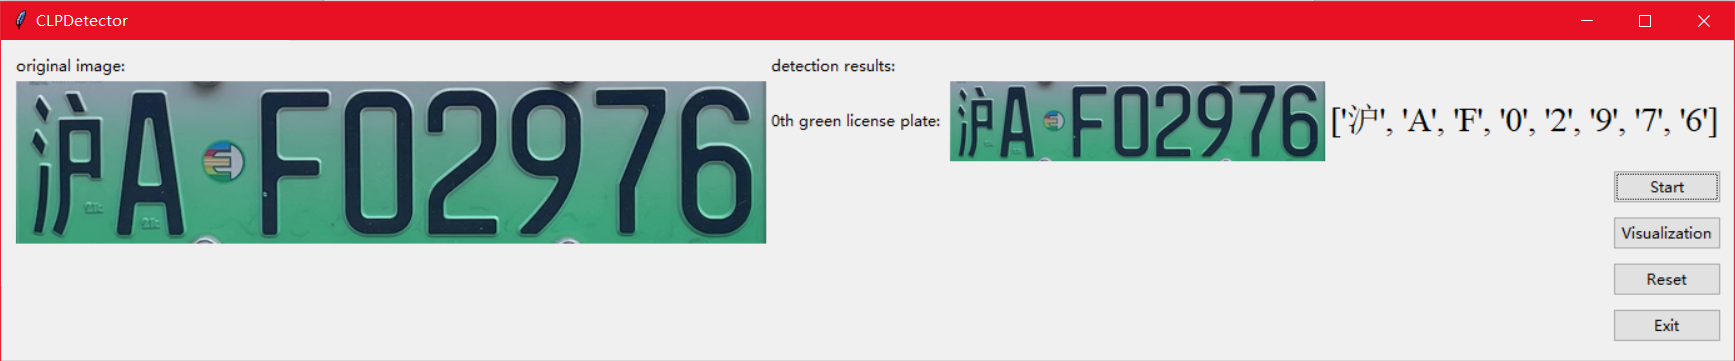 CLPDetector
original image:
沪A F02976
detection results:
0th green license plate:
沪A F02976
['沪', 'A', 'F', '0', '2', '9', '7', '6']
Start
Visualization
Reset
Exit